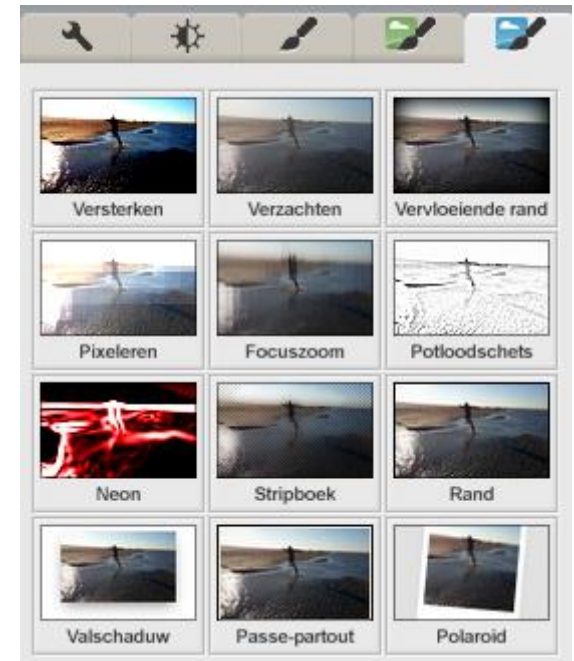 Versterken
Verzachten
Vervloeiende rand
Pixeleren
Focuszoom
Potloodschets
Neon
Stripboek
Rand
Valschaduw
Passe-partout
Polaroid